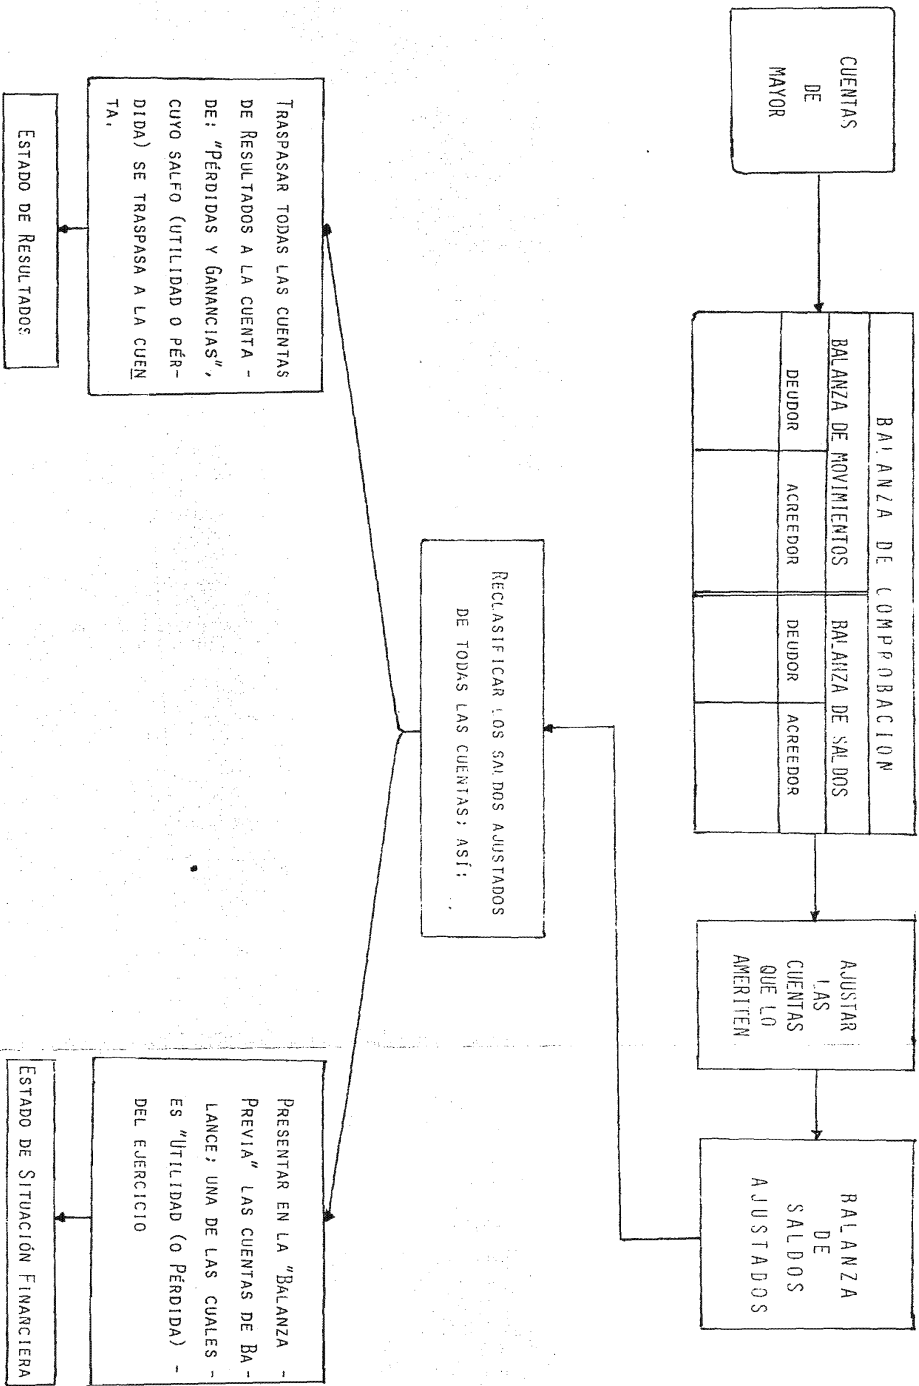 CUENTAS
DE
MAYOR
BALANZA DE COMPROBACION
BALANZA DE MOVIMIENTOS
BALANZA DE SALDOS
DEUDOR
ACREEDOR
DEUDOR
ACREEDOR
AJUSTAR
LAS
CUENTAS
QUE LO
AMERITEN
BALANZA
DE
SALDOS
AJUSTADOS
RECLASIFICAR LOS SALDOS AJUSTADOS
DE TODAS LAS CUENTAS; ASÍ:
TRASPASAR TODAS LAS CUENTAS
DE RESULTADOS A LA CUENTA -
DE: "PÉRDIDAS Y GANANCIAS",
CUYO SALFO (UTILIDAD O PÉR-
DIDA) SE TRASPASA A LA CUEN
TA.
ESTADO DE RESULTADOS
PRESENTAR EN LA "BALANZA -
PREVIA" LAS CUENTAS DE BA-
LANCE; UNA DE LAS CUALES -
ES "UTILIDAD (O PÉRDIDA) -
DEL EJERCICIO
ESTADO DE SITUACIÓN FINANCIERA